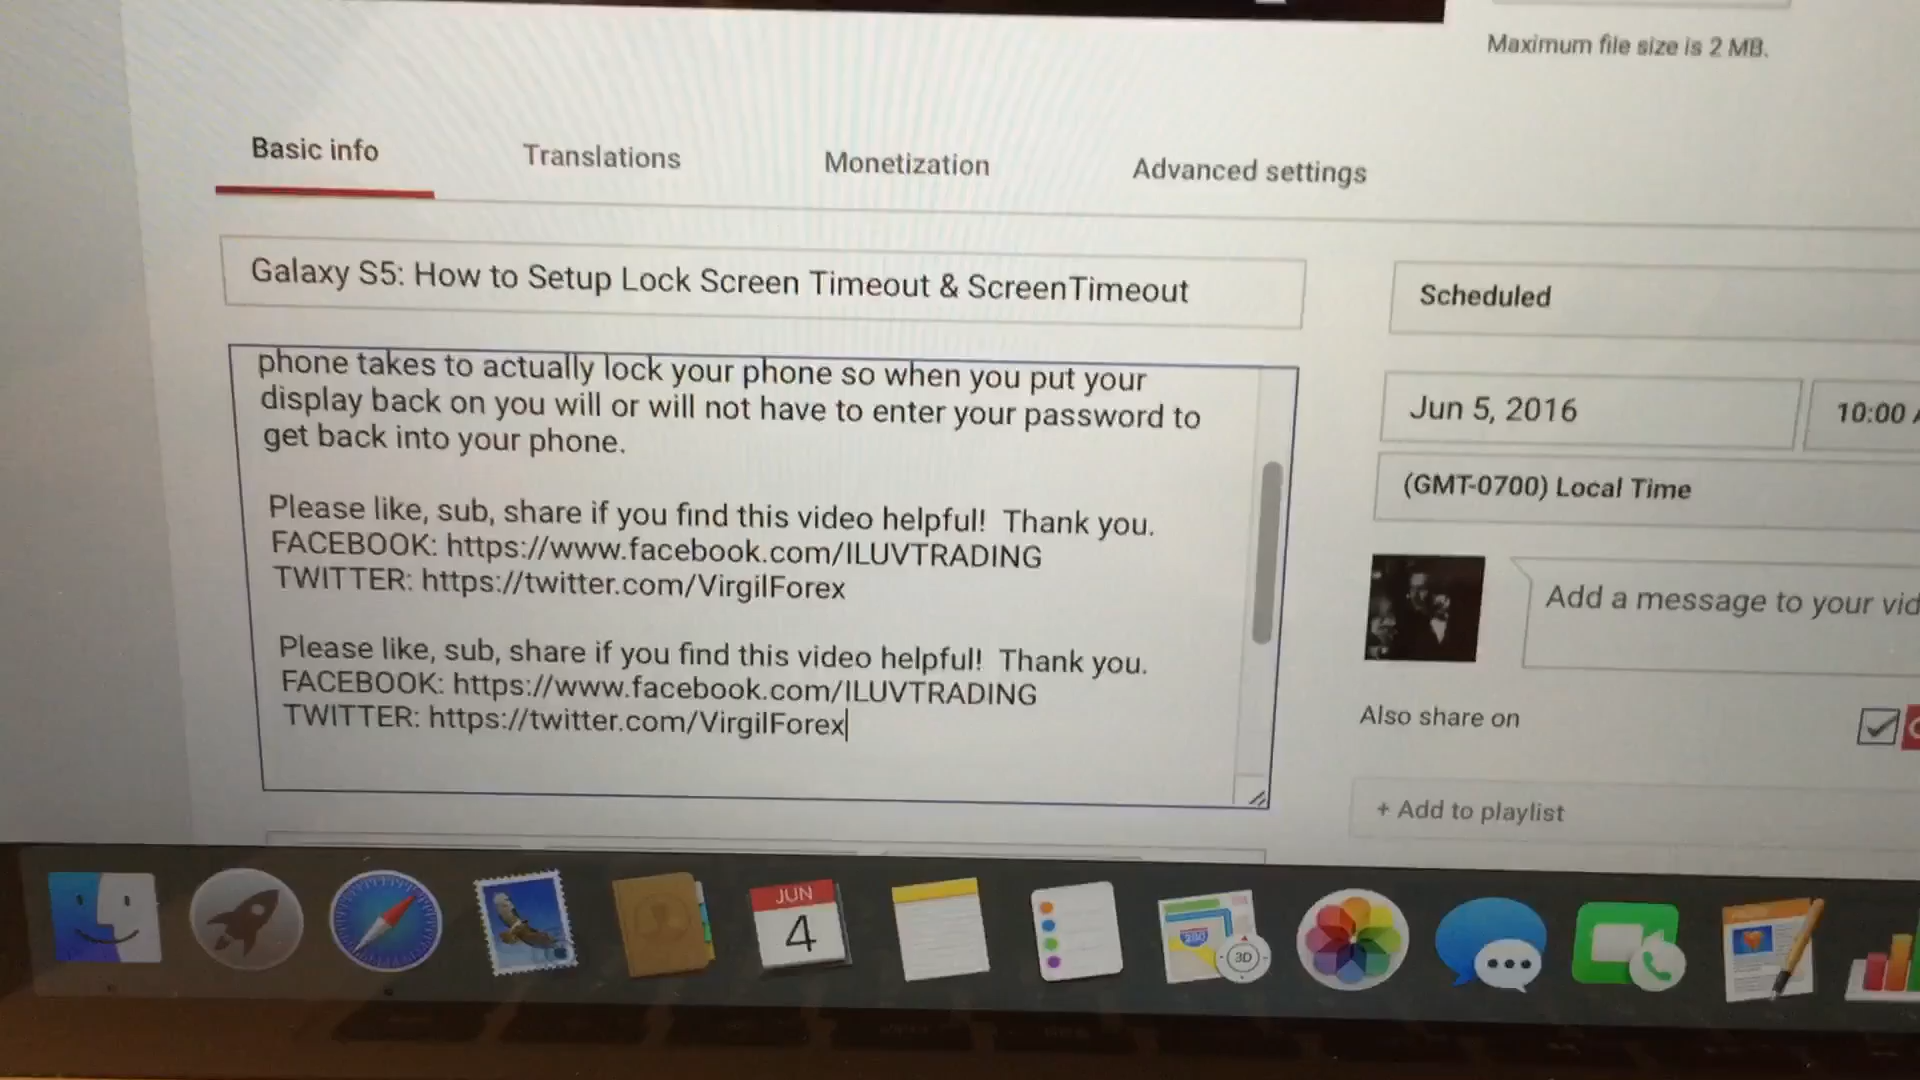 Maximum file size is 2 MB.
Basic info
Translations
Monetization
Advanced settings
Galaxy S5: How to Setup Lock Screen Timeout & ScreenTimeout
Scheduled
phone takes to actually lock your phone so when you put your
display back on you will or will not have to enter your password to
get back into your phone.
Please like, sub, share if you find this video helpful!  Thank you.
FACEBOOK: https://www.facebook.com/ILUVTRADING
TWITTER: https://twitter.com/VirgilForex
Please like, sub, share if you find this video helpful!  Thank you.
FACEBOOK: https://www.facebook.com/ILUVTRADING
TWITTER: https://twitter.com/VirgilForex
Jun 5, 2016
10:00 A
(GMT-0700) Local Time
Add a message to your vid
Also share on
+ Add to playlist
JUN
4
280
3D